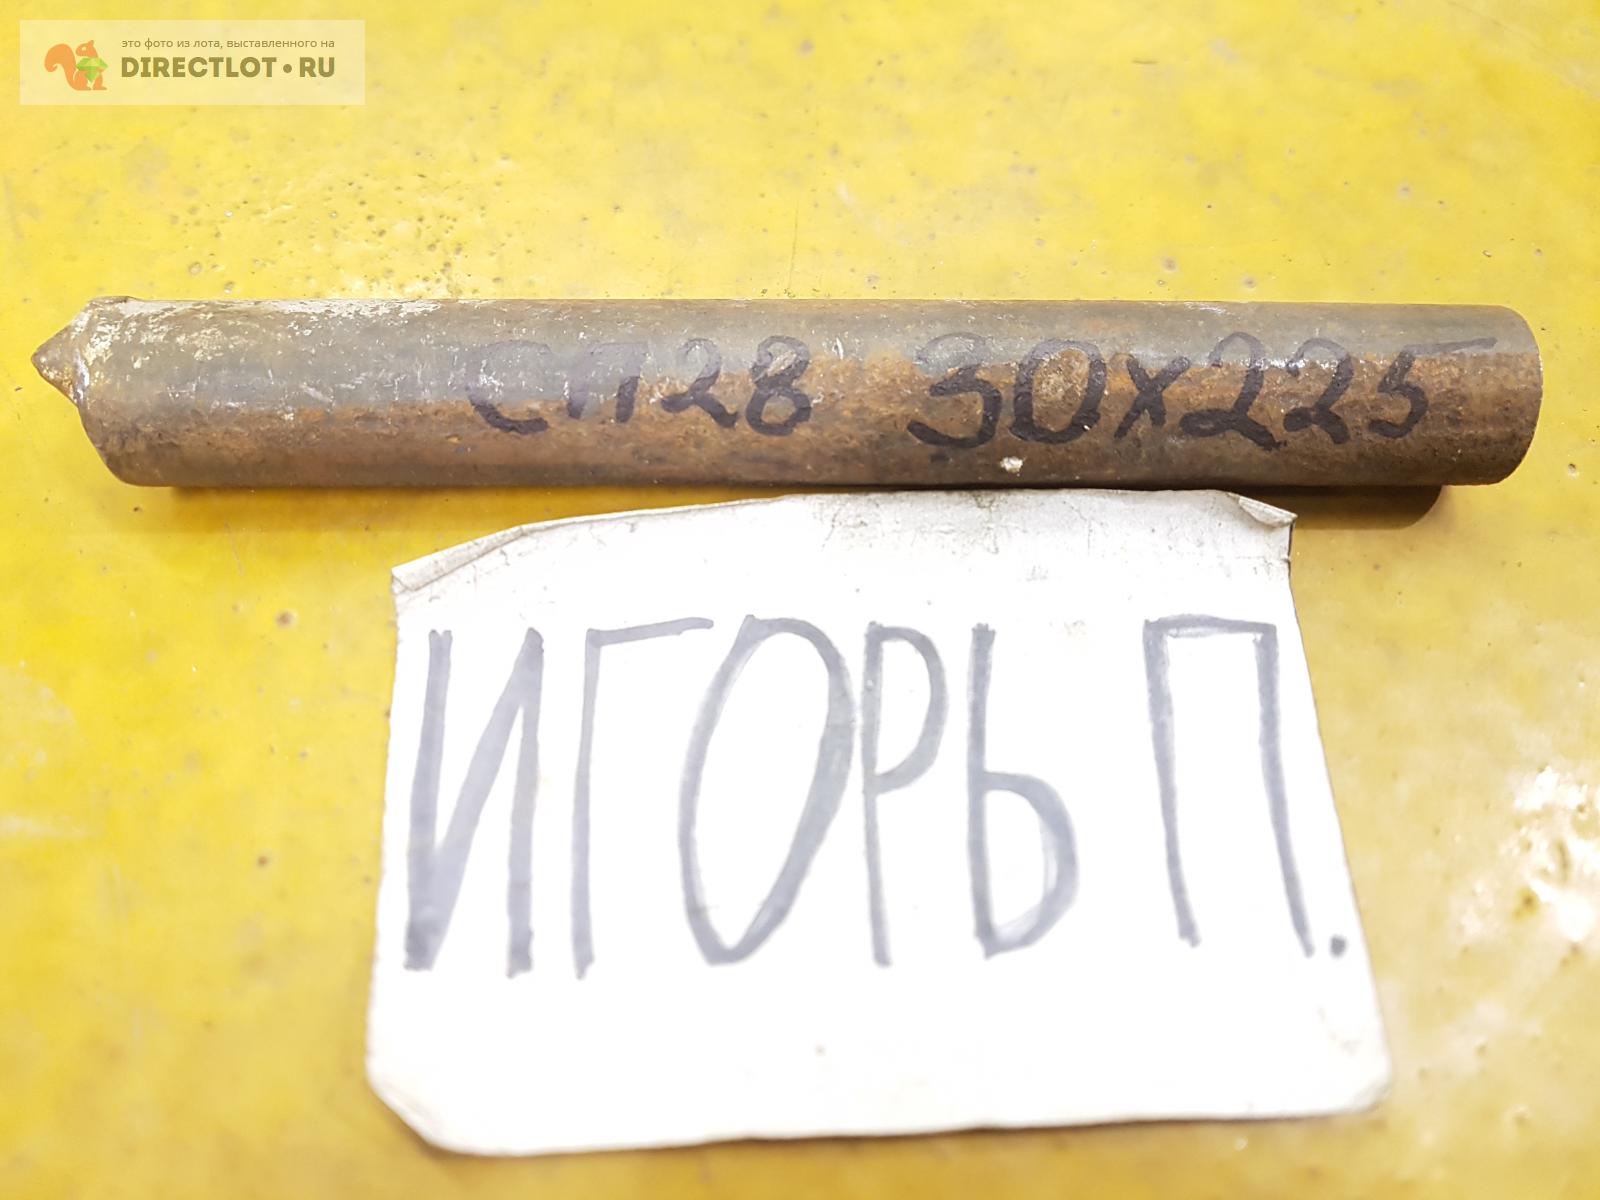 это фото из лота, выставленного на
DIRECTLOT•RU
СП28 30х225
ИГОРЬ П.